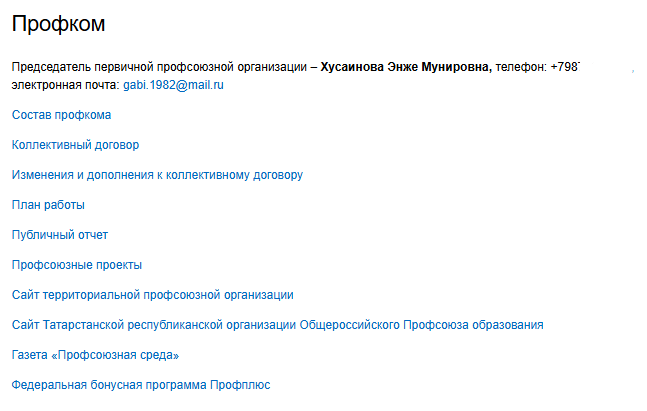 Профком
Председатель первичной профсоюзной организации – Хусаинова Энже Мунировна, телефон: +798
электронная почта: gabi.1982@mail.ru
Состав профкома
Коллективный договор
Изменения и дополнения к коллективному договору
План работы
Публичный отчет
Профсоюзные проекты
Сайт территориальной профсоюзной организации
Сайт Татарстанской республиканской организации Общероссийского Профсоюза образования
Газета «Профсоюзная среда»
Федеральная бонусная программа Профплюс